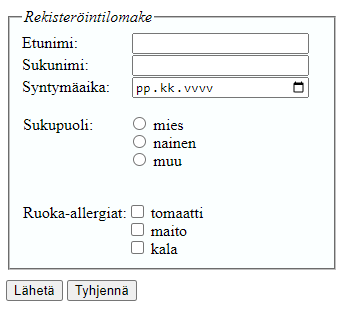 Rekisteröintilomake
Etunimi:
Sukunimi:
Syntymäaika: pp.kk.vvvv
Sukupuoli: mies
nainen
muu
Ruoka-allergiat: tomaatti
maito
kala
Lähetä Tyhjennä